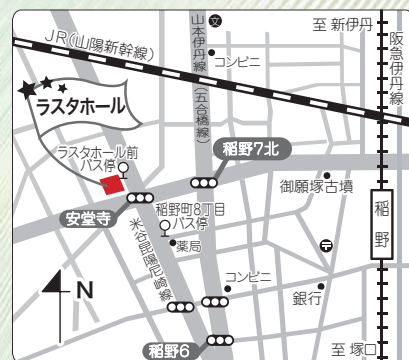 JR(山陽新幹線)
山本伊丹線
(五合橋線)
文
コンビニ
至 新伊丹
阪急伊丹線
ラスタホール
ラスタホール前
バス停
稲野7北
御願塚古墳
稲野
安堂寺
稲野町8丁目
バス停
薬局
米谷昆陽尼崎線
〒
コンビニ
銀行
N
稲野6
至 塚口